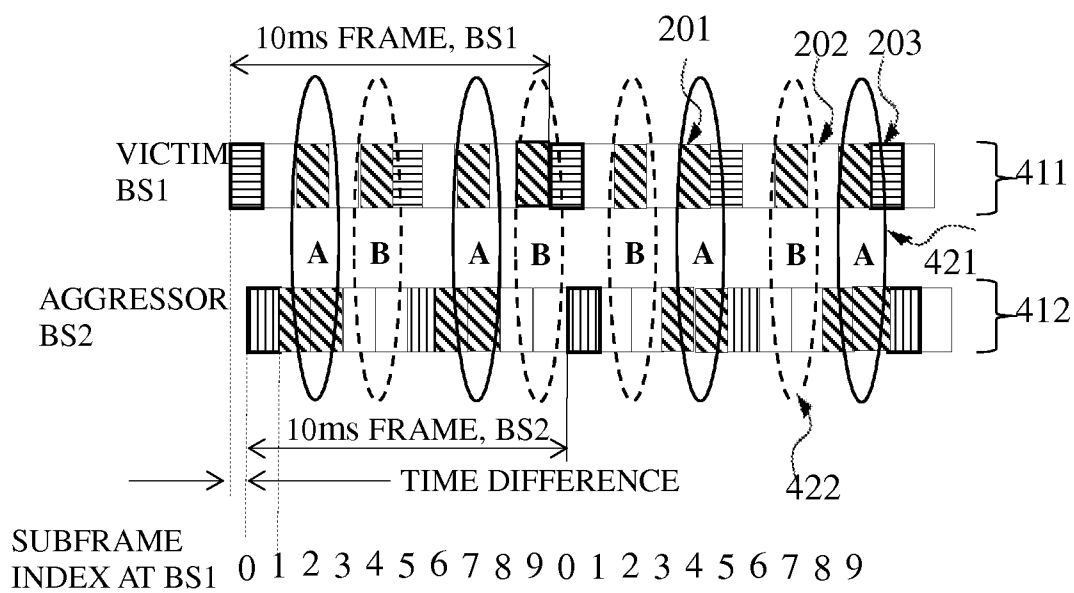 10ms FRAME, BS1
201
202
203
VICTIM
BS1
411
A B A B B A B A
421
AGGRESSOR
BS2
412
10ms FRAME, BS2
TIME DIFFERENCE
422
SUBFRAME
INDEX AT BS1
0 1 2 3 4 5 6 7 8 9 0 1 2 3 4 5 6 7 8 9